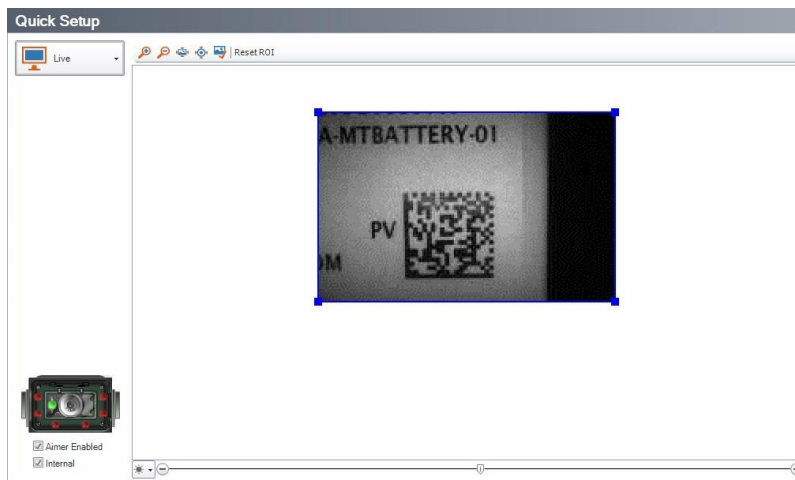 Quick Setup
Live
Reset ROI
A-MTBATTERY-01
PV
OM
Aimer Enabled
Internal